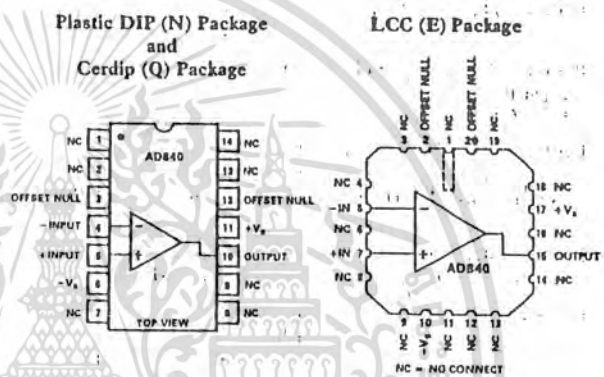 Plastic DIP (N) Package
and
Cerdip (Q) Package
NC 1
NC 2
OFFSET NULL 3
-INPUT 4
+INPUT 5
-Vs 6
NC 7
AD840
TOP VIEW
14 NC
13 NC
12 OFFSET NULL
11 +Vs
10 OUTPUT
9 NC
8 NC
LCC (E) Package
NC 3
OFFSET NULL 2
NC 1
OFFSET NULL 20
NC 19
NC 4
-IN 5
NC 6
+IN 7
NC 8
AD840
18 NC
17 +Vs
16 NC
15 OUTPUT
14 NC
9 NC
10 -Vs
11 NC
12 NC
13 NC
NC = NO CONNECT